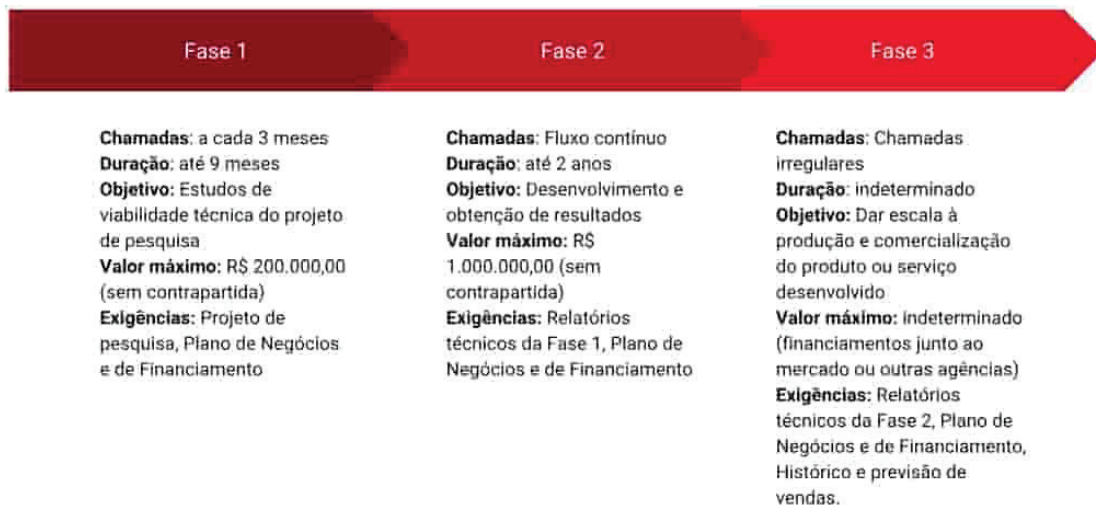 Fase 1
Fase 2
Fase 3
Chamadas: a cada 3 meses
Duração: até 9 meses
Objetivo: Estudos de
viabilidade técnica do projeto
de pesquisa
Valor máximo: R$ 200.000,00
(sem contrapartida)
Exigências: Projeto de
pesquisa, Plano de Negócios
e de Financiamento
Chamadas: Fluxo contínuo
Duração: até 2 anos
Objetivo: Desenvolvimento e
obtenção de resultados
Valor máximo: R$
1.000.000,00 (sem
contrapartida)
Exigências: Relatórios
técnicos da Fase 1, Plano de
Negócios e de Financiamento
Chamadas: Chamadas
irregulares
Duração: indeterminado
Objetivo: Dar escala à
produção e comercialização
do produto ou serviço
desenvolvido
Valor máximo: indeterminado
(financiamentos junto ao
mercado ou outras agências)
Exigências: Relatórios
técnicos da Fase 2, Plano de
Negócios e de Financiamento,
Histórico e previsão de
vendas.